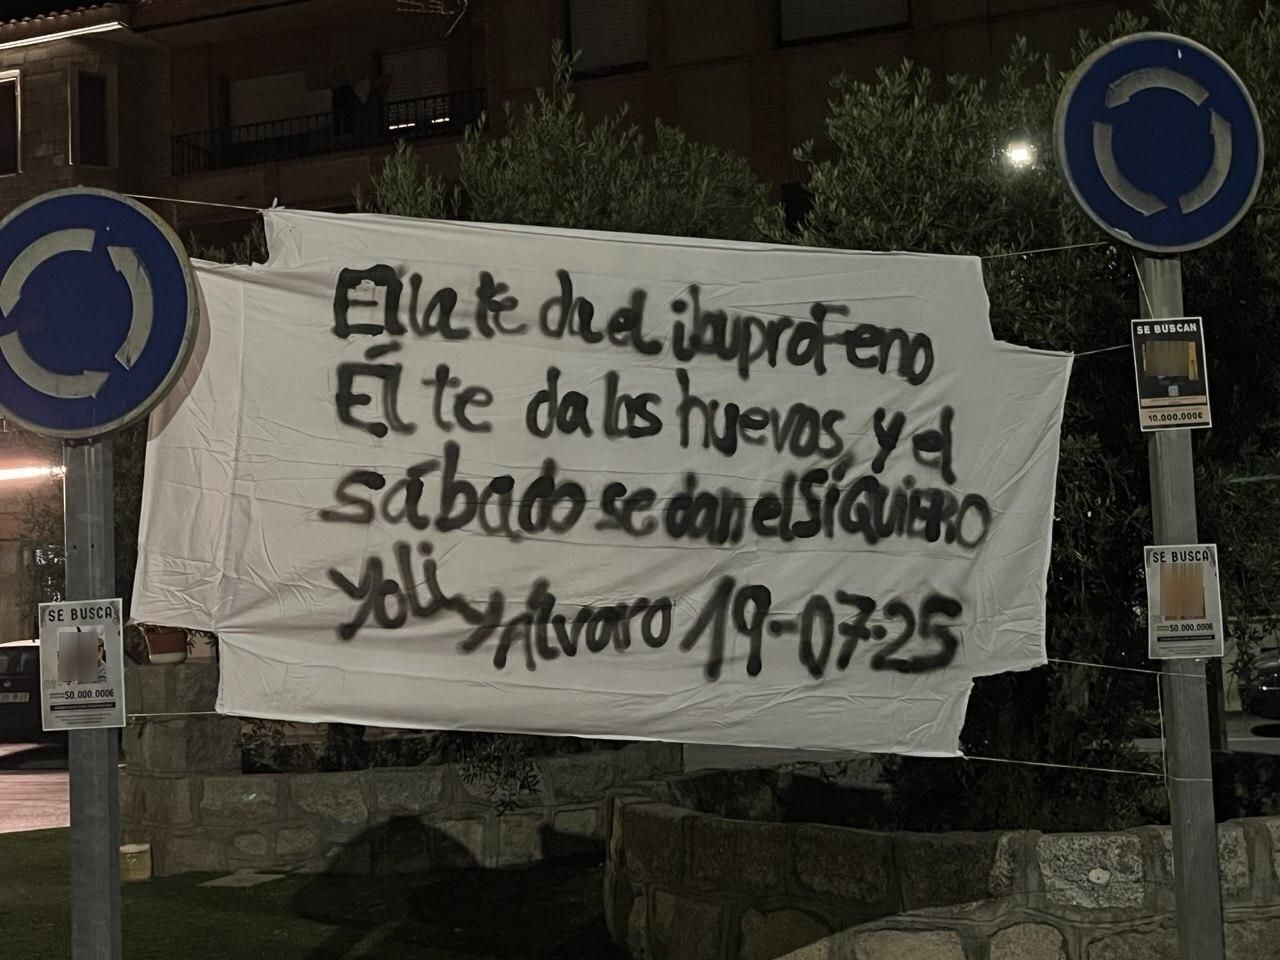 Ella te da el ibuprofeno
Él te da los huevos, y el
sábado se dan el Sí QUiERO
Yoli y Álvaro 19-07-25
SE BUSCAN
10.000.000€
SE BUSCA
50.000.000€
SE BUSCA
50.000.000€